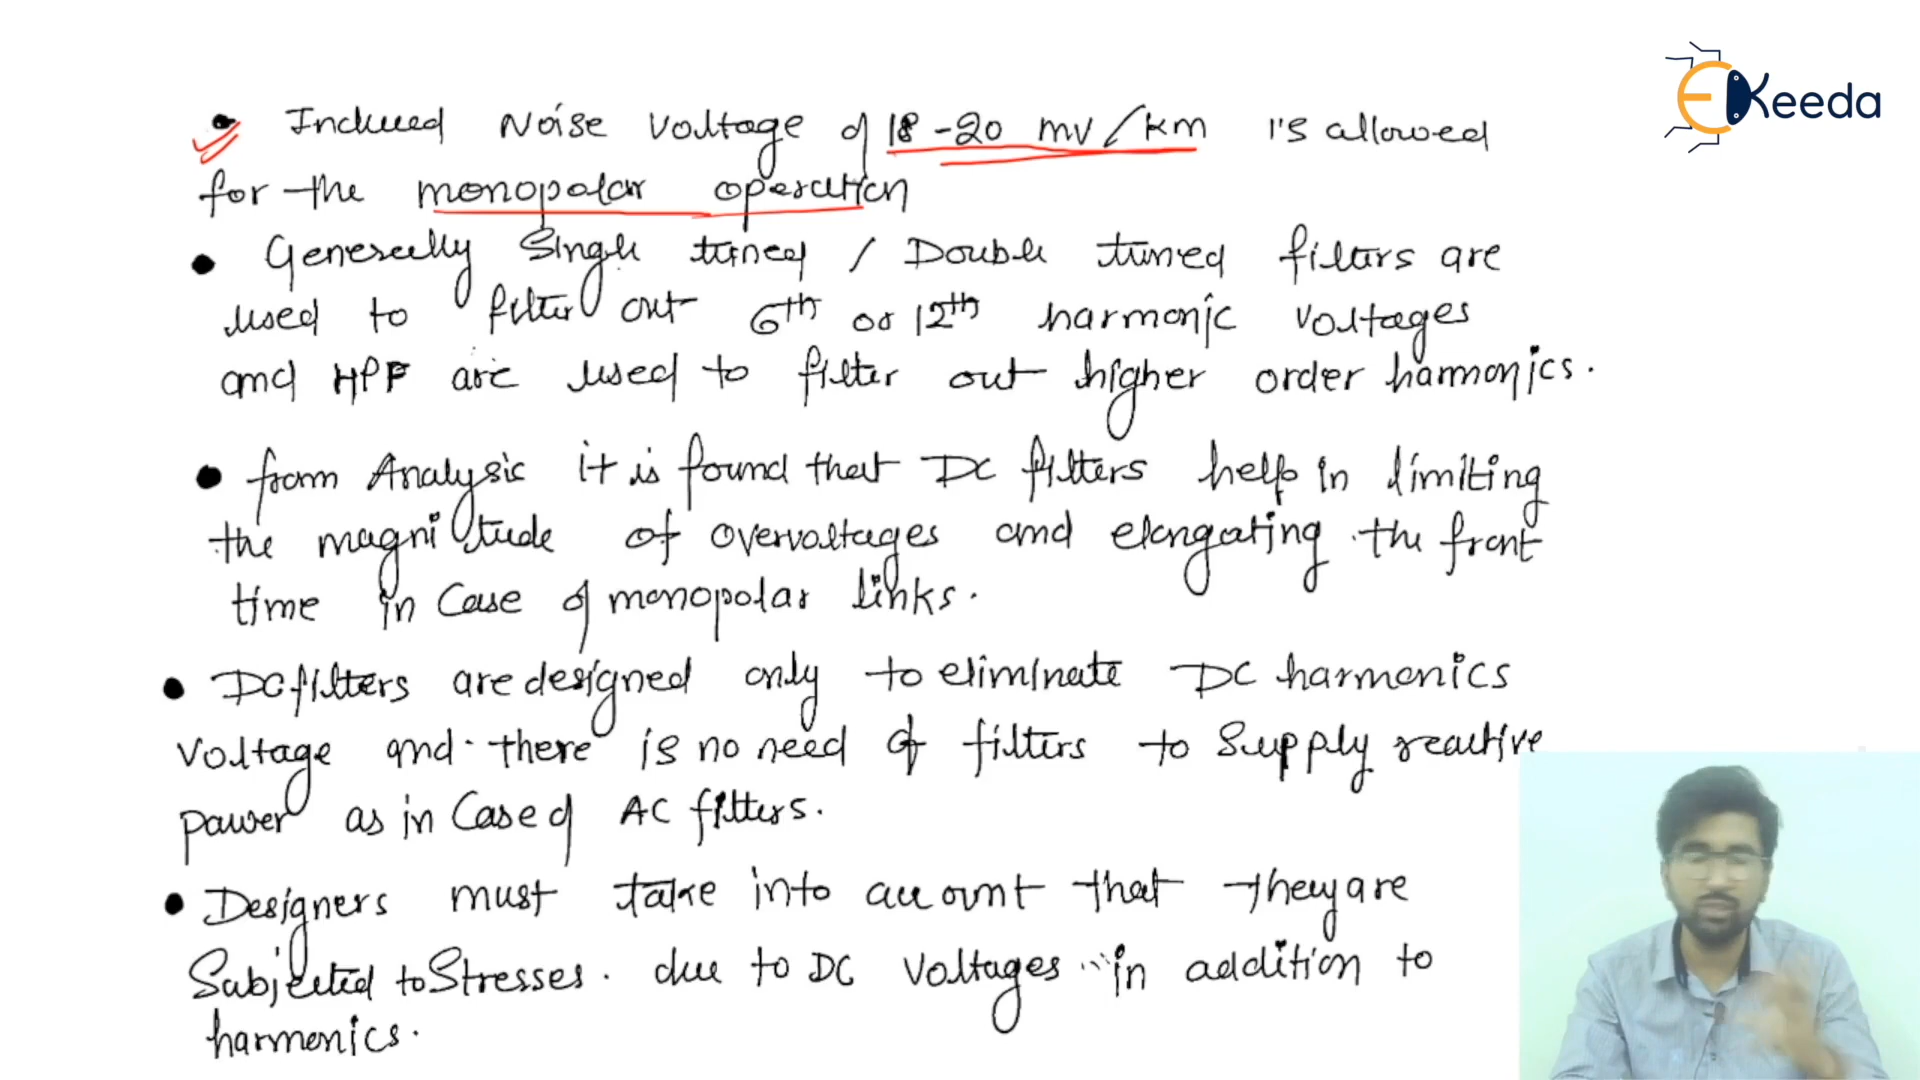 EKeeda
• Induced Noise Voltage of 18-20 mv/km is allowed
for the monopolar operation
• Generally Single tuned / Double tuned filters are
used to filter out 6th or 12th harmonic voltages
and HPF are used to filter out higher order harmonics.
• from Analysis it is found that DC filters help in limiting
the magnitude of overvoltages and elongating the front
time in Case of monopolar links.
• DC filters are designed only to eliminate DC harmonics
Voltage and there is no need of filters to Supply reactive
power as in Case of AC filters.
• Designers must take into account that they are
Subjected to Stresses. due to DC Voltages in addition to
harmonics.